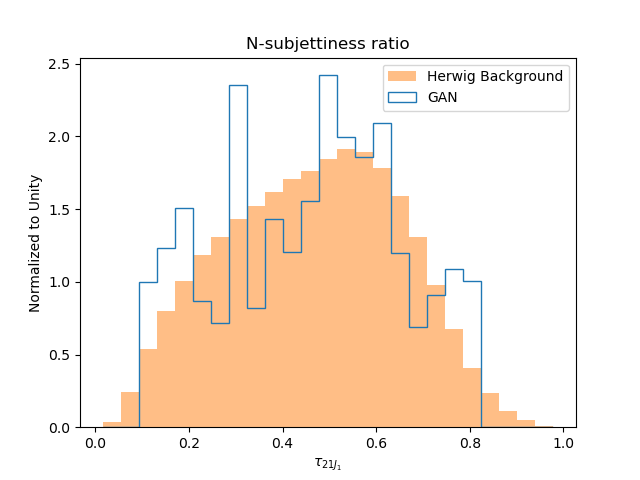 N-subjettiness ratio
Herwig Background
GAN
Normalized to Unity
2.5
2.0
1.5
1.0
0.5
0.0
0.0 0.2 0.4 0.6 0.8 1.0
τ₂₁J₁